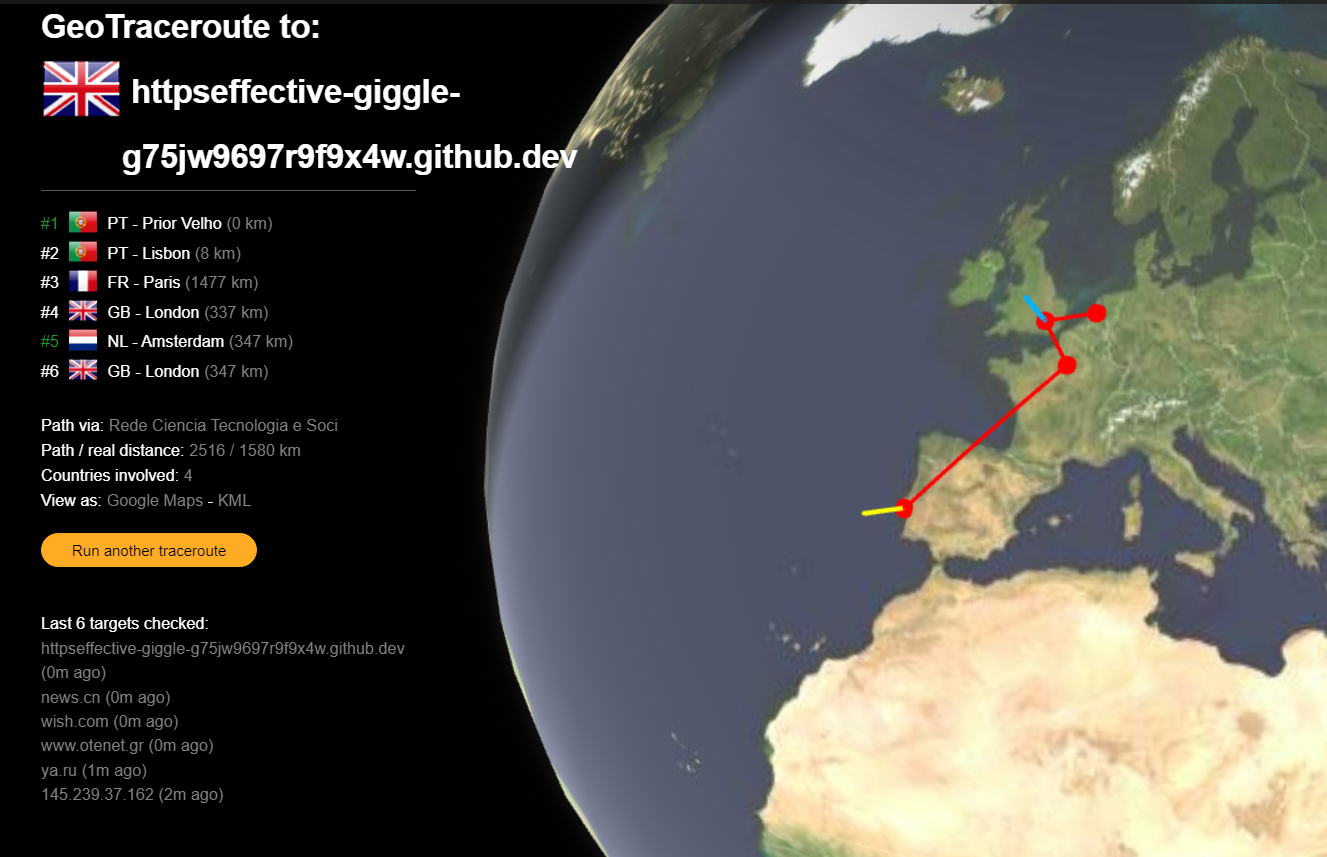 GeoTraceroute to:
httpseffective-giggle-
g75jw9697r9f9x4w.github.dev
#1 PT - Prior Velho (0 km)
#2 PT - Lisbon (8 km)
#3 FR - Paris (1477 km)
#4 GB - London (337 km)
#5 NL - Amsterdam (347 km)
#6 GB - London (347 km)
Path via: Rede Ciencia Tecnologia e Soci
Path / real distance: 2516 / 1580 km
Countries involved: 4
View as: Google Maps - KML
Run another traceroute
Last 6 targets checked:
httpseffective-giggle-g75jw9697r9f9x4w.github.dev
(0m ago)
news.cn (0m ago)
wish.com (0m ago)
www.otenet.gr (0m ago)
ya.ru (1m ago)
145.239.37.162 (2m ago)